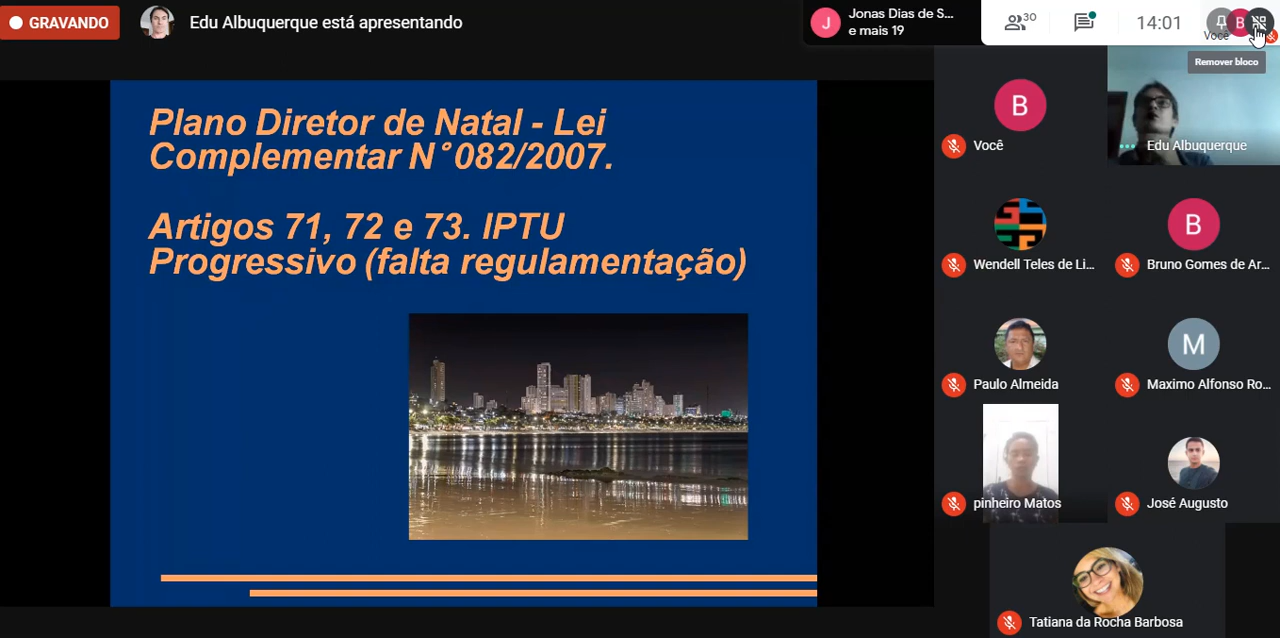 GRAVANDO
Edu Albuquerque está apresentando
J
Jonas Dias de S...
e mais 19
30
14:01
B
Você
Remover bloco
Plano Diretor de Natal - Lei
Complementar N°082/2007.
Artigos 71, 72 e 73. IPTU
Progressivo (falta regulamentação)
B
Você
Edu Albuquerque
Wendell Teles de Li...
B
Bruno Gomes de Ar...
Paulo Almeida
M
Maximo Alfonso Ro...
pinheiro Matos
José Augusto
Tatiana da Rocha Barbosa